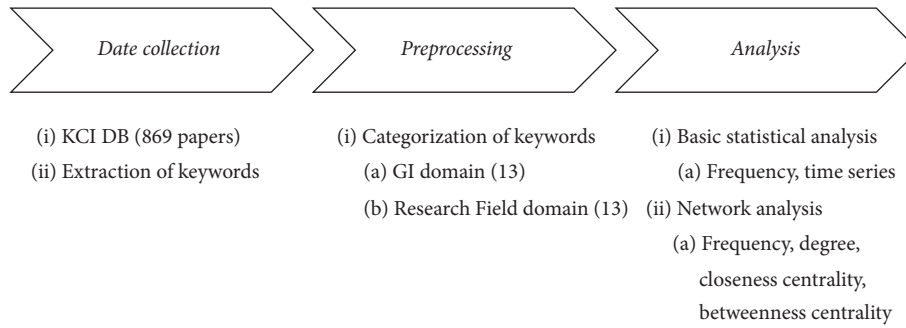 Date collection
(i) KCI DB (869 papers)
(ii) Extraction of keywords
Preprocessing
(i) Categorization of keywords
(a) GI domain (13)
(b) Research Field domain (13)
Analysis
(i) Basic statistical analysis
(a) Frequency, time series
(ii) Network analysis
(a) Frequency, degree,
closeness centrality,
betweenness centrality